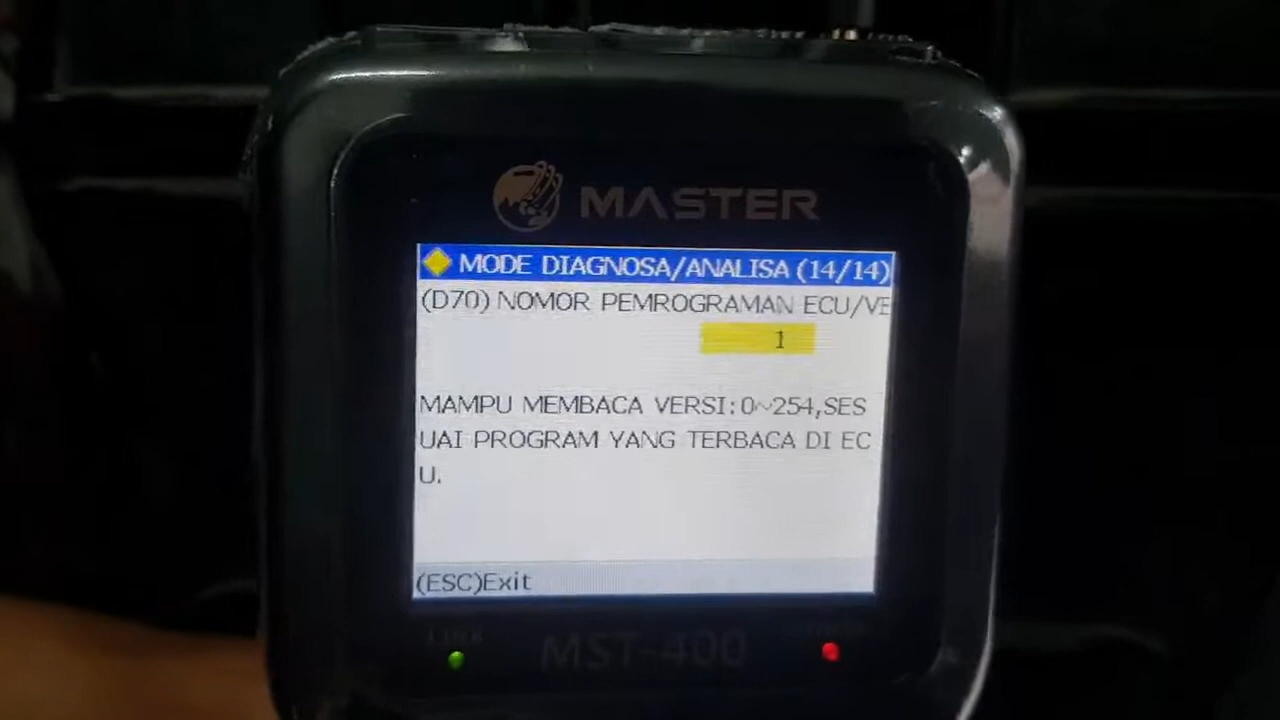 MASTER
MODE DIAGNOSA/ANALISA (14/14)
(D70) NOMOR PEMROGRAMAN ECU/VE
1
MAMPU MEMBACA VERSI:0~254,SES
UAI PROGRAM YANG TERBACA DI EC
U.
(ESC)Exit
LINK
MST-400